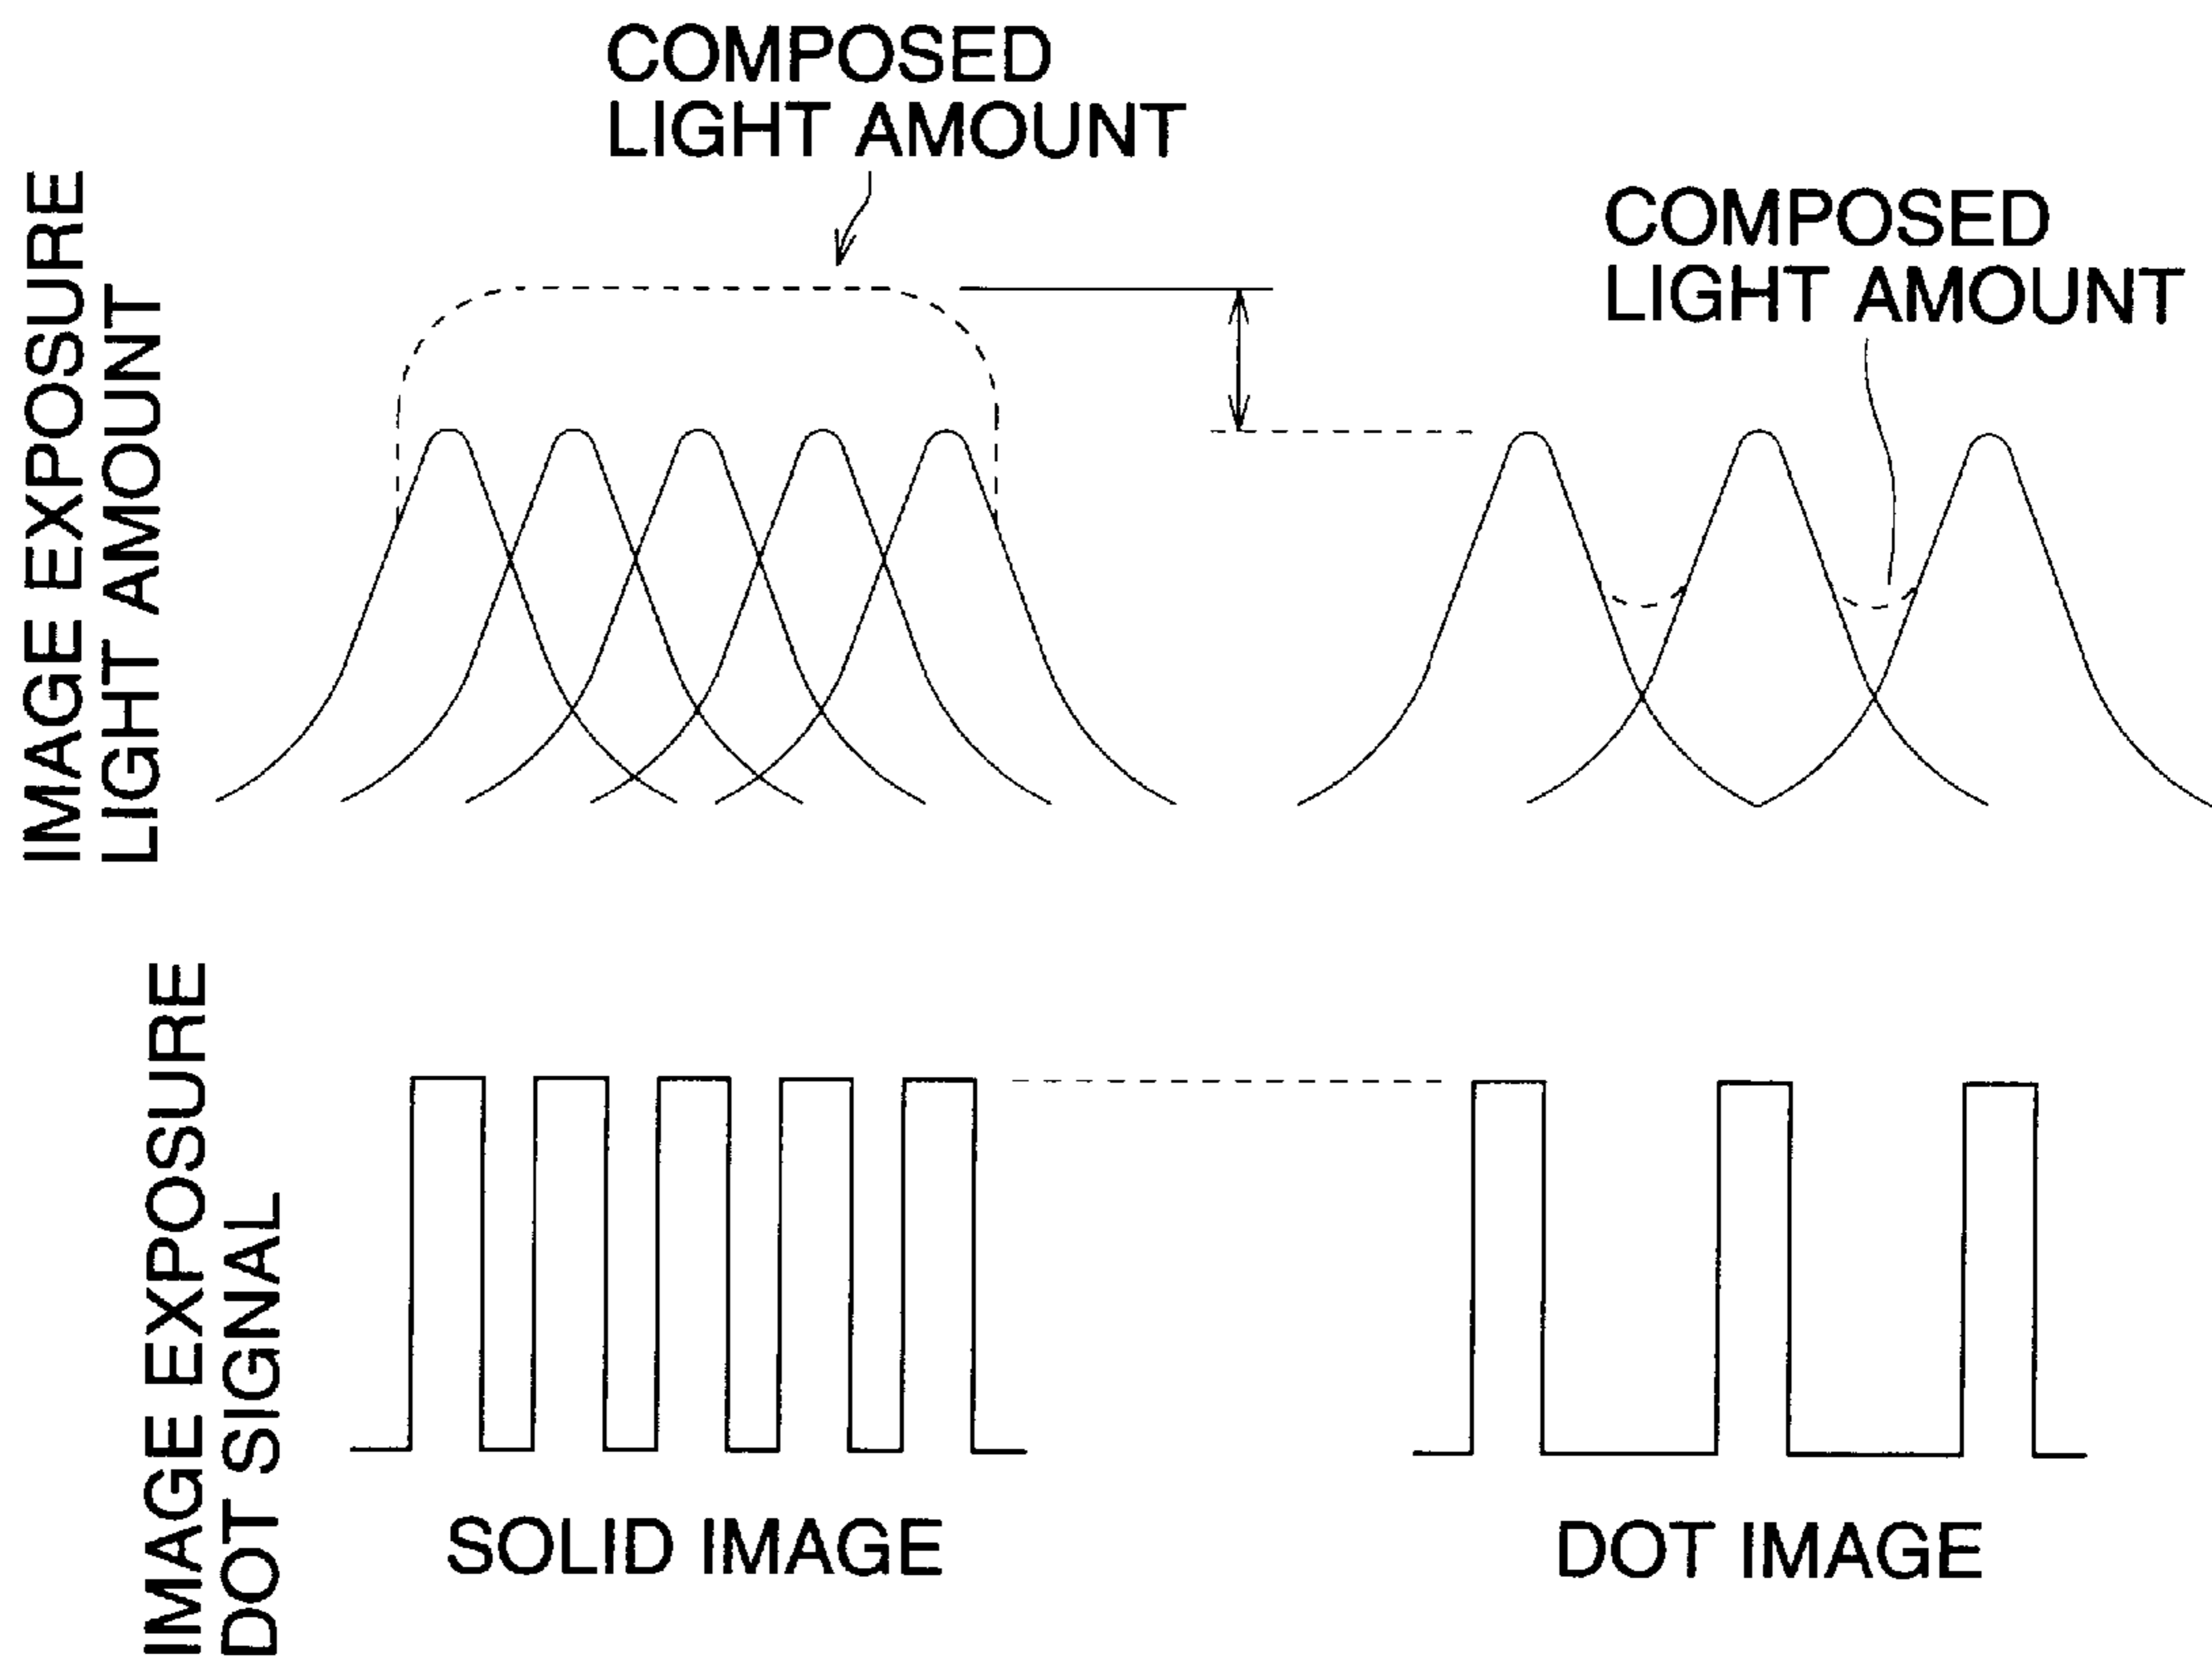 COMPOSED
LIGHT AMOUNT
COMPOSED
LIGHT AMOUNT
IMAGE EXPOSURE
LIGHT AMOUNT
IMAGE EXPOSURE
DOT SIGNAL
SOLID IMAGE
DOT IMAGE